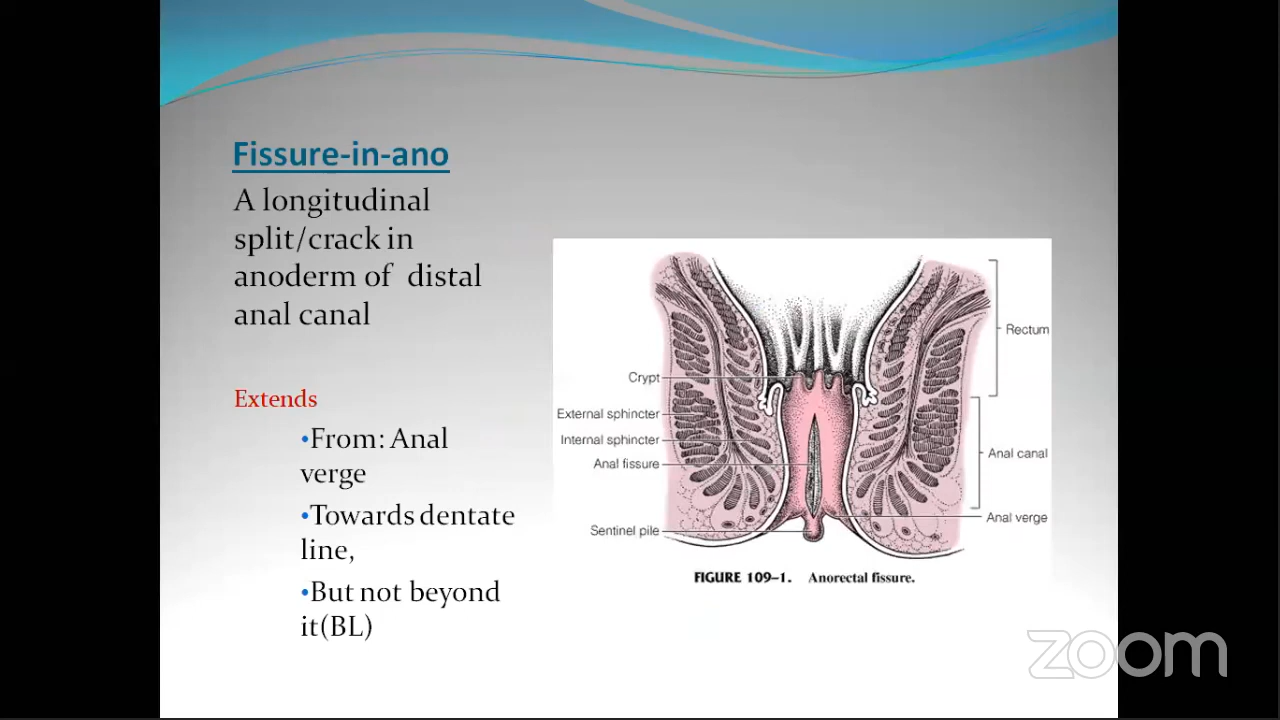 Fissure-in-ano
A longitudinal
split/crack in
anoderm of distal
anal canal
Extends
•From: Anal
verge
•Towards dentate
line,
•But not beyond
it(BL)
Crypt
External sphincter
Internal sphincter
Anal fissure
Sentinel pile
Rectum
Anal canal
Anal verge
FIGURE 109–1. Anorectal fissure.
zoom